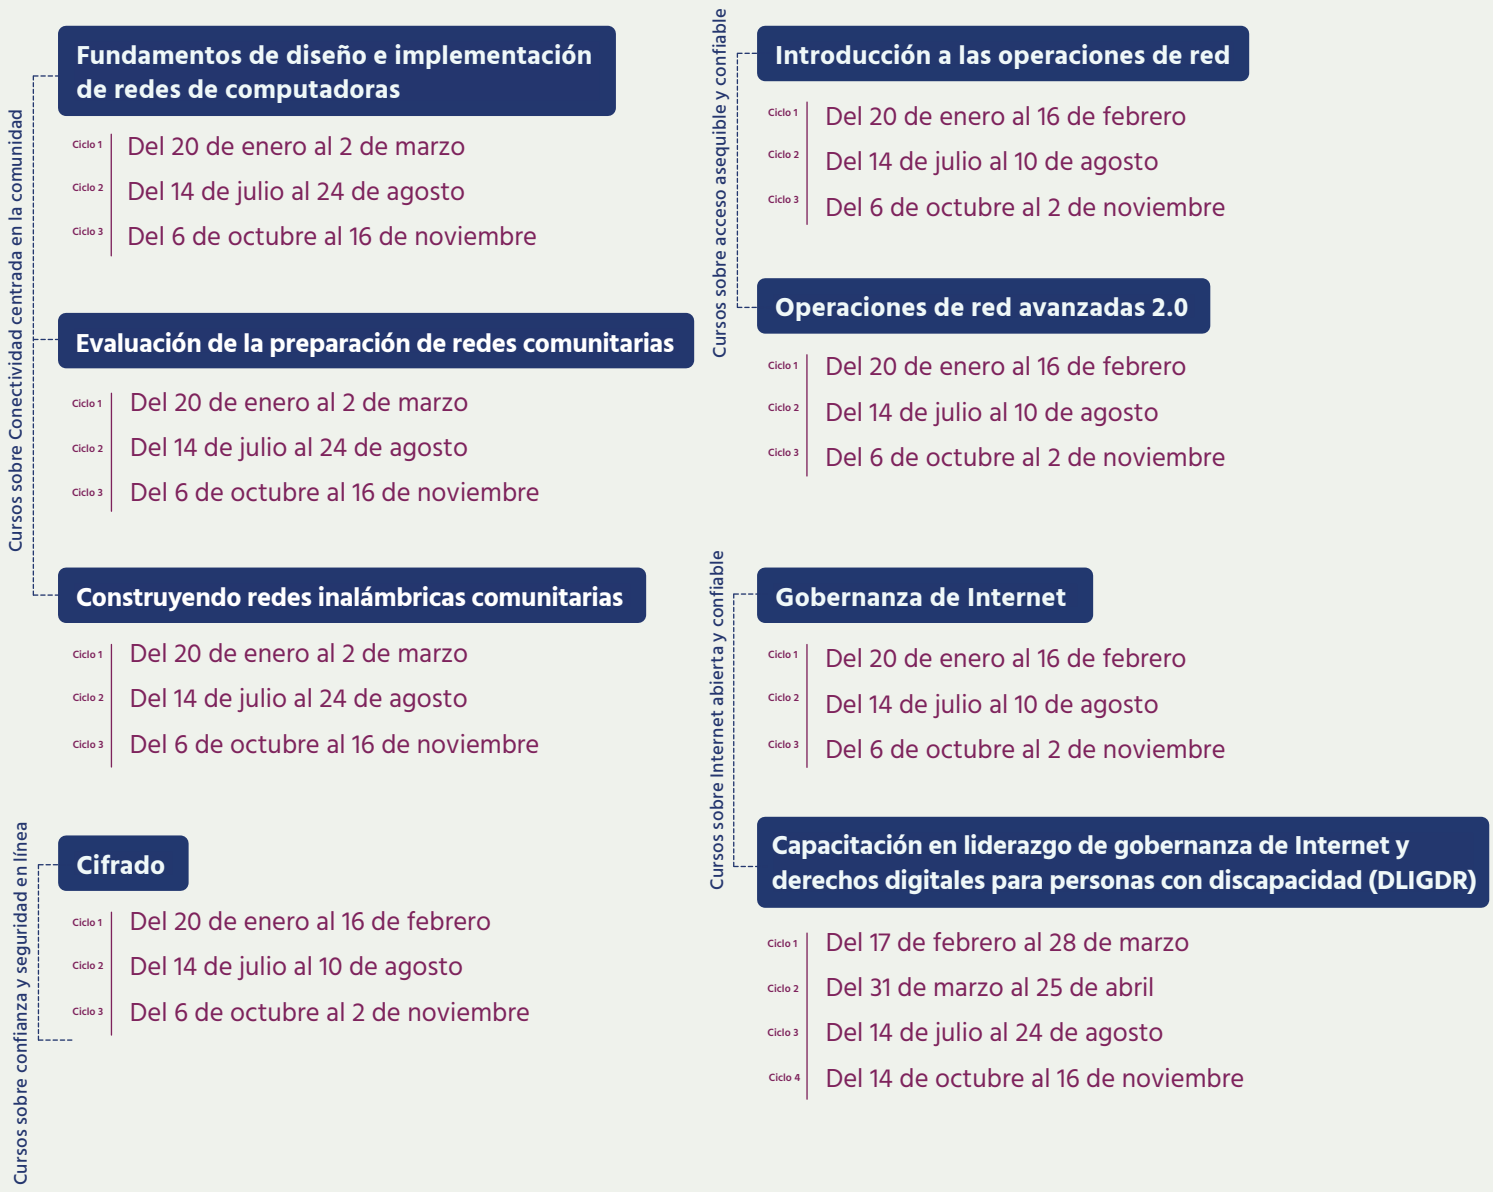 Cursos sobre Conectividad centrada en la comunidad
Fundamentos de diseño e implementación
de redes de computadoras
Ciclo 1 Del 20 de enero al 2 de marzo
Ciclo 2 Del 14 de julio al 24 de agosto
Ciclo 3 Del 6 de octubre al 16 de noviembre
Evaluación de la preparación de redes comunitarias
Ciclo 1 Del 20 de enero al 2 de marzo
Ciclo 2 Del 14 de julio al 24 de agosto
Ciclo 3 Del 6 de octubre al 16 de noviembre
Construyendo redes inalámbricas comunitarias
Ciclo 1 Del 20 de enero al 2 de marzo
Ciclo 2 Del 14 de julio al 24 de agosto
Ciclo 3 Del 6 de octubre al 16 de noviembre
Cursos sobre confianza y seguridad en línea
Cifrado
Ciclo 1 Del 20 de enero al 16 de febrero
Ciclo 2 Del 14 de julio al 10 de agosto
Ciclo 3 Del 6 de octubre al 2 de noviembre
Cursos sobre acceso asequible y confiable
Introducción a las operaciones de red
Ciclo 1 Del 20 de enero al 16 de febrero
Ciclo 2 Del 14 de julio al 10 de agosto
Ciclo 3 Del 6 de octubre al 2 de noviembre
Operaciones de red avanzadas 2.0
Ciclo 1 Del 20 de enero al 16 de febrero
Ciclo 2 Del 14 de julio al 10 de agosto
Ciclo 3 Del 6 de octubre al 2 de noviembre
Cursos sobre Internet abierta y confiable
Gobernanza de Internet
Ciclo 1 Del 20 de enero al 16 de febrero
Ciclo 2 Del 14 de julio al 10 de agosto
Ciclo 3 Del 6 de octubre al 2 de noviembre
Capacitación en liderazgo de gobernanza de Internet y
derechos digitales para personas con discapacidad (DLIGDR)
Ciclo 1 Del 17 de febrero al 28 de marzo
Ciclo 2 Del 31 de marzo al 25 de abril
Ciclo 3 Del 14 de julio al 24 de agosto
Ciclo 4 Del 14 de octubre al 16 de noviembre